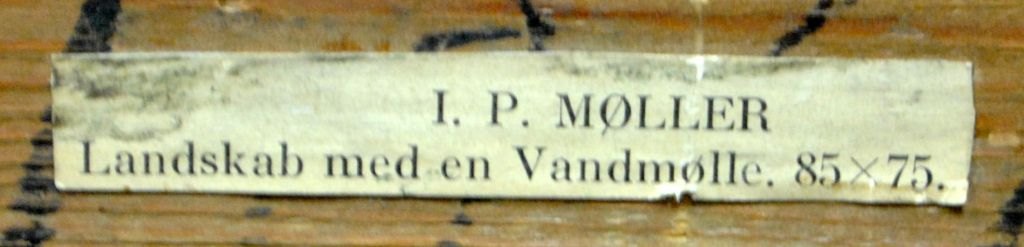 I. P. MØLLER
Landskab med en Vandmølle. 85×75.